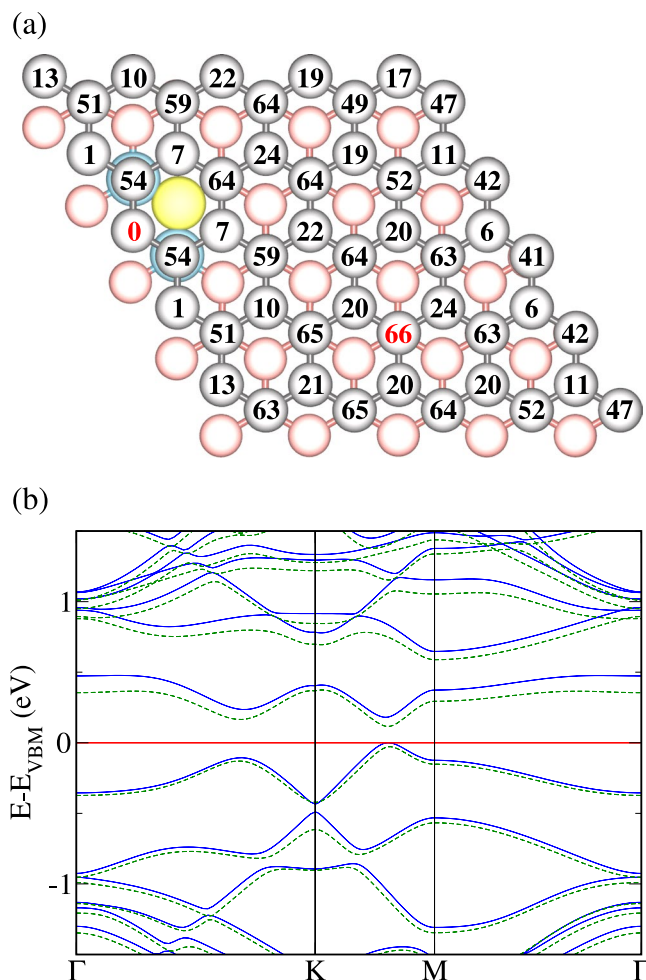 (a)
13 10 22 19 17
51 59 64 49 47
1 7 24 19 11
54 64 64 52 42
0 7 22 20 6
54 59 64 63 41
1 10 20 24 6
51 65 66 63 42
13 21 20 20 11
63 65 64 52 47
(b)
E-E_VBM (eV)
1
0
-1
Γ K M Γ